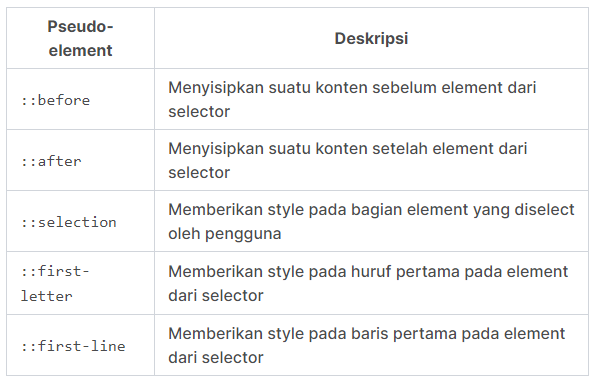 Pseudo-
element
Deskripsi
::before
Menyisipkan suatu konten sebelum element dari
selector
::after
Menyisipkan suatu konten setelah element dari
selector
::selection
Memberikan style pada bagian element yang diselect
oleh pengguna
::first-
letter
Memberikan style pada huruf pertama pada element
dari selector
::first-line
Memberikan style pada baris pertama pada element
dari selector